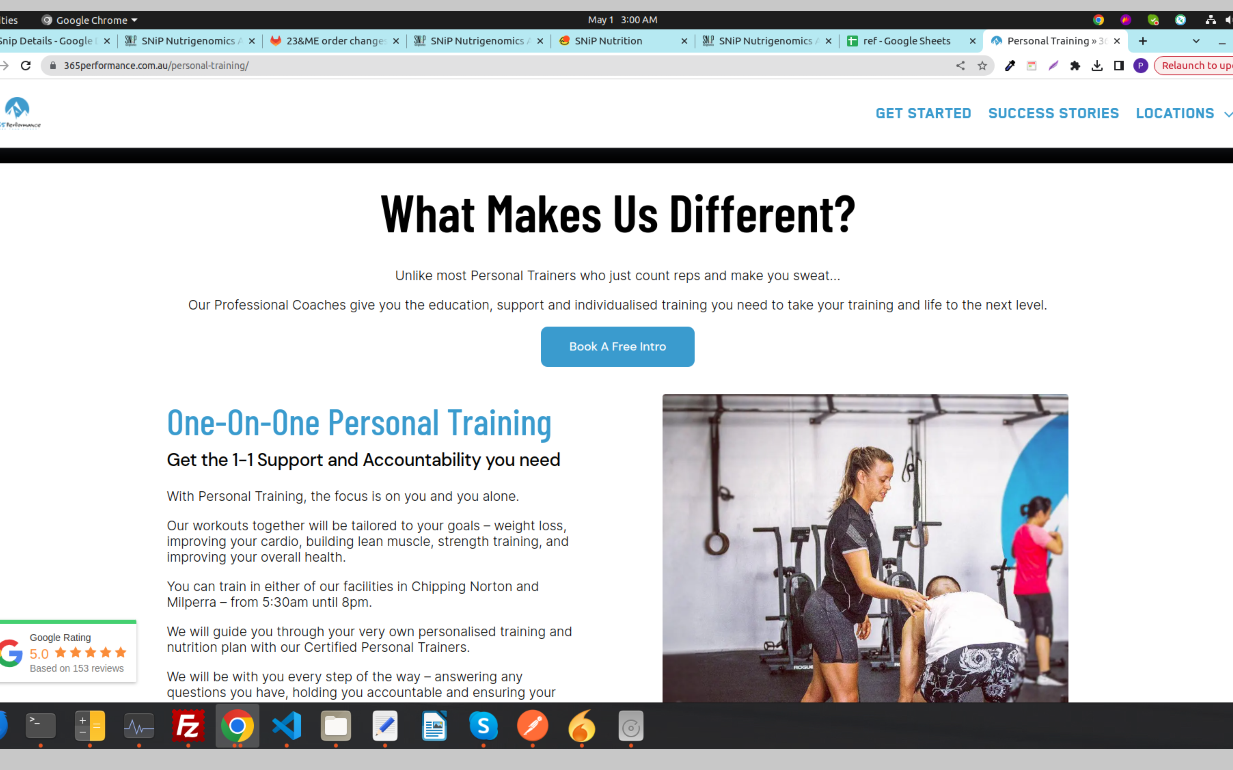 ities Google Chrome May 1 3:00 AM
Snip Details - Google SNiP Nutrigenomics 23&ME order change SNiP Nutrigenomics SNiP Nutrition SNiP Nutrigenomics ref - Google Sheets Personal Training » 3
365performance.com.au/personal-training/ P Relaunch to up
GET STARTED SUCCESS STORIES LOCATIONS
What Makes Us Different?
Unlike most Personal Trainers who just count reps and make you sweat...
Our Professional Coaches give you the education, support and individualised training you need to take your training and life to the next level.
Book A Free Intro
One-On-One Personal Training
Get the 1-1 Support and Accountability you need
With Personal Training, the focus is on you and you alone.
Our workouts together will be tailored to your goals – weight loss,
improving your cardio, building lean muscle, strength training, and
improving your overall health.
You can train in either of our facilities in Chipping Norton and
Milperra – from 5:30am until 8pm.
We will guide you through your very own personalised training and
nutrition plan with our Certified Personal Trainers.
We will be with you every step of the way – answering any
questions you have, holding you accountable and ensuring your
Google Rating
5.0
Based on 153 reviews
ROGUE